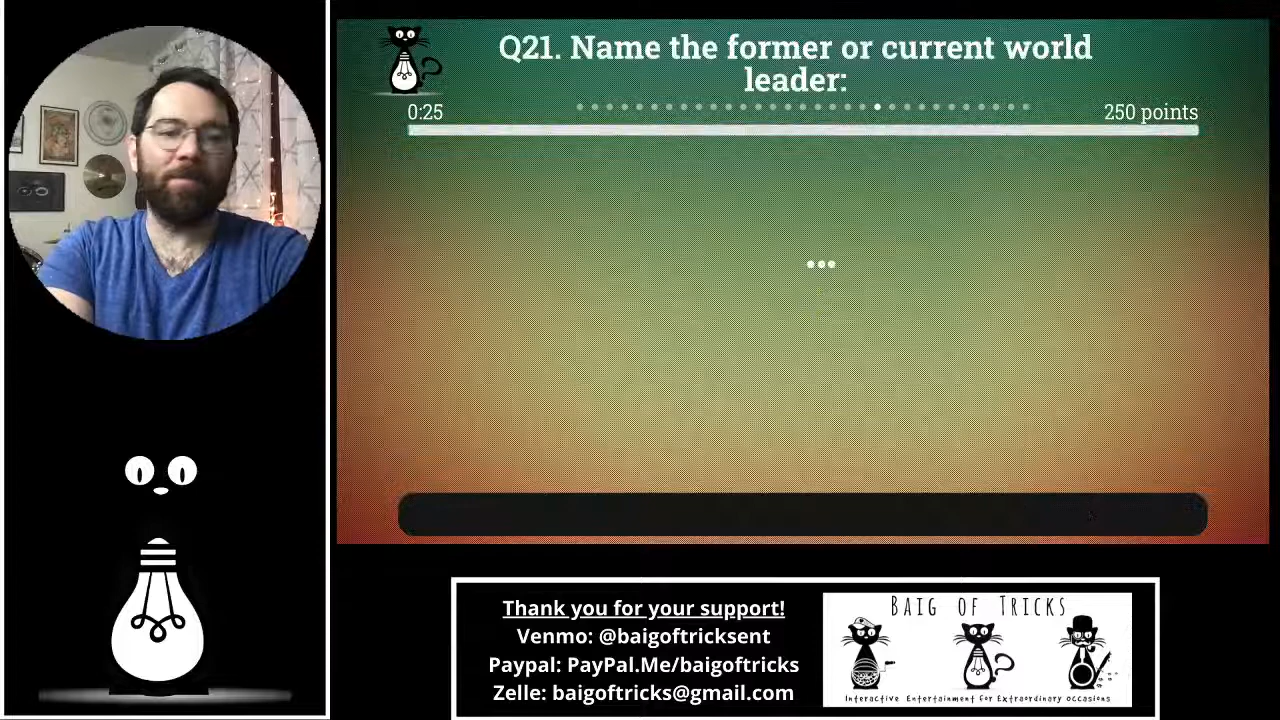 Q21. Name the former or current world
leader:
0:25
250 points
Thank you for your support!
Venmo: @baigoftricksent
Paypal: PayPal.Me/baigoftricks
Zelle: baigoftricks@gmail.com
BAIG OF TRICKS
Interactive Entertainment for Extraordinary Occasions